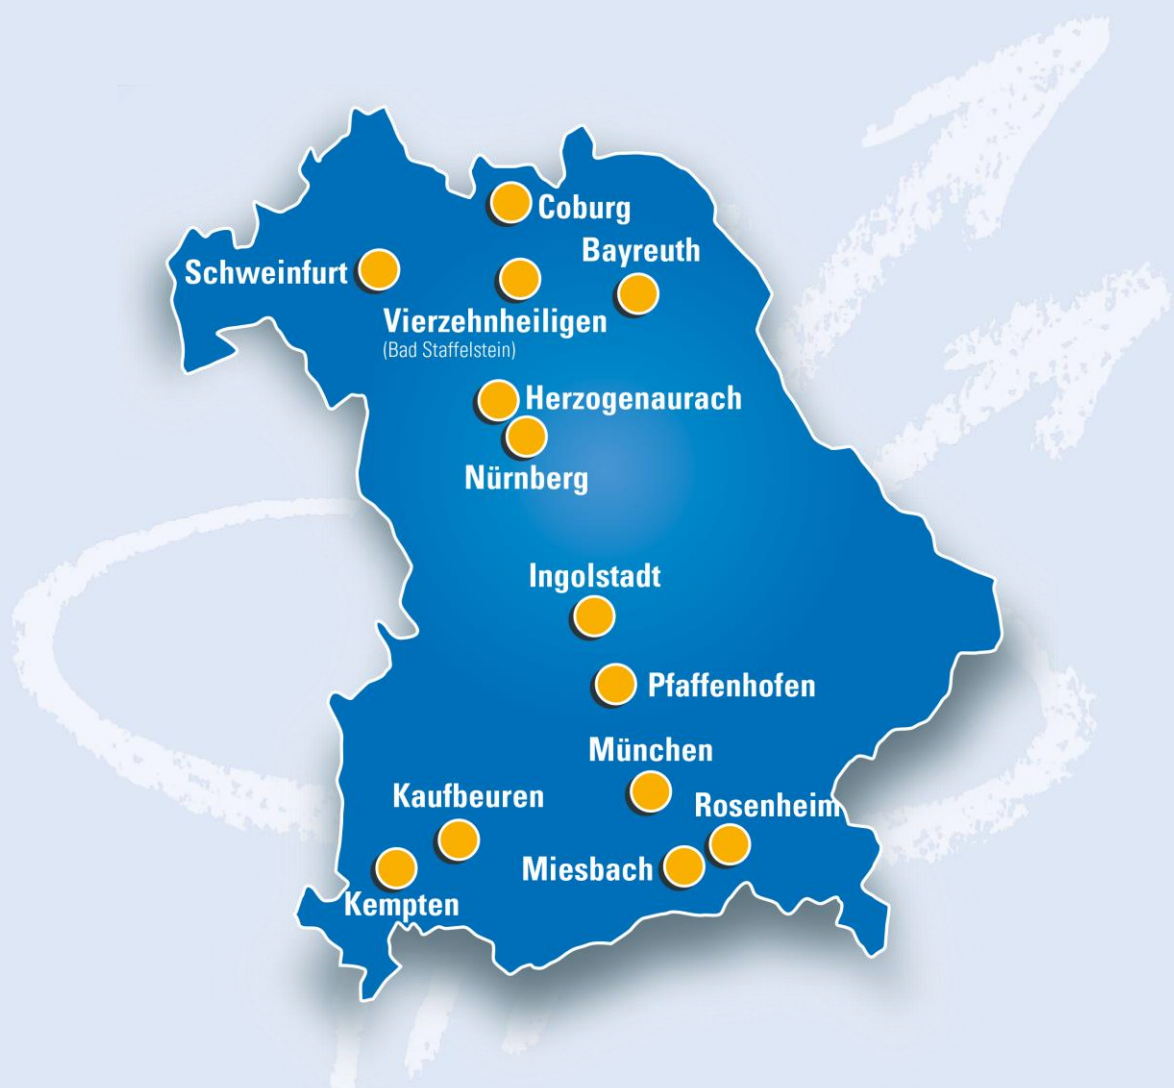 Coburg
Bayreuth
Schweinfurt
Vierzehnheiligen
(Bad Staffelstein)
Herzogenaurach
Nürnberg
Ingolstadt
Pfaffenhofen
München
Kaufbeuren
Rosenheim
Miesbach
Kempten